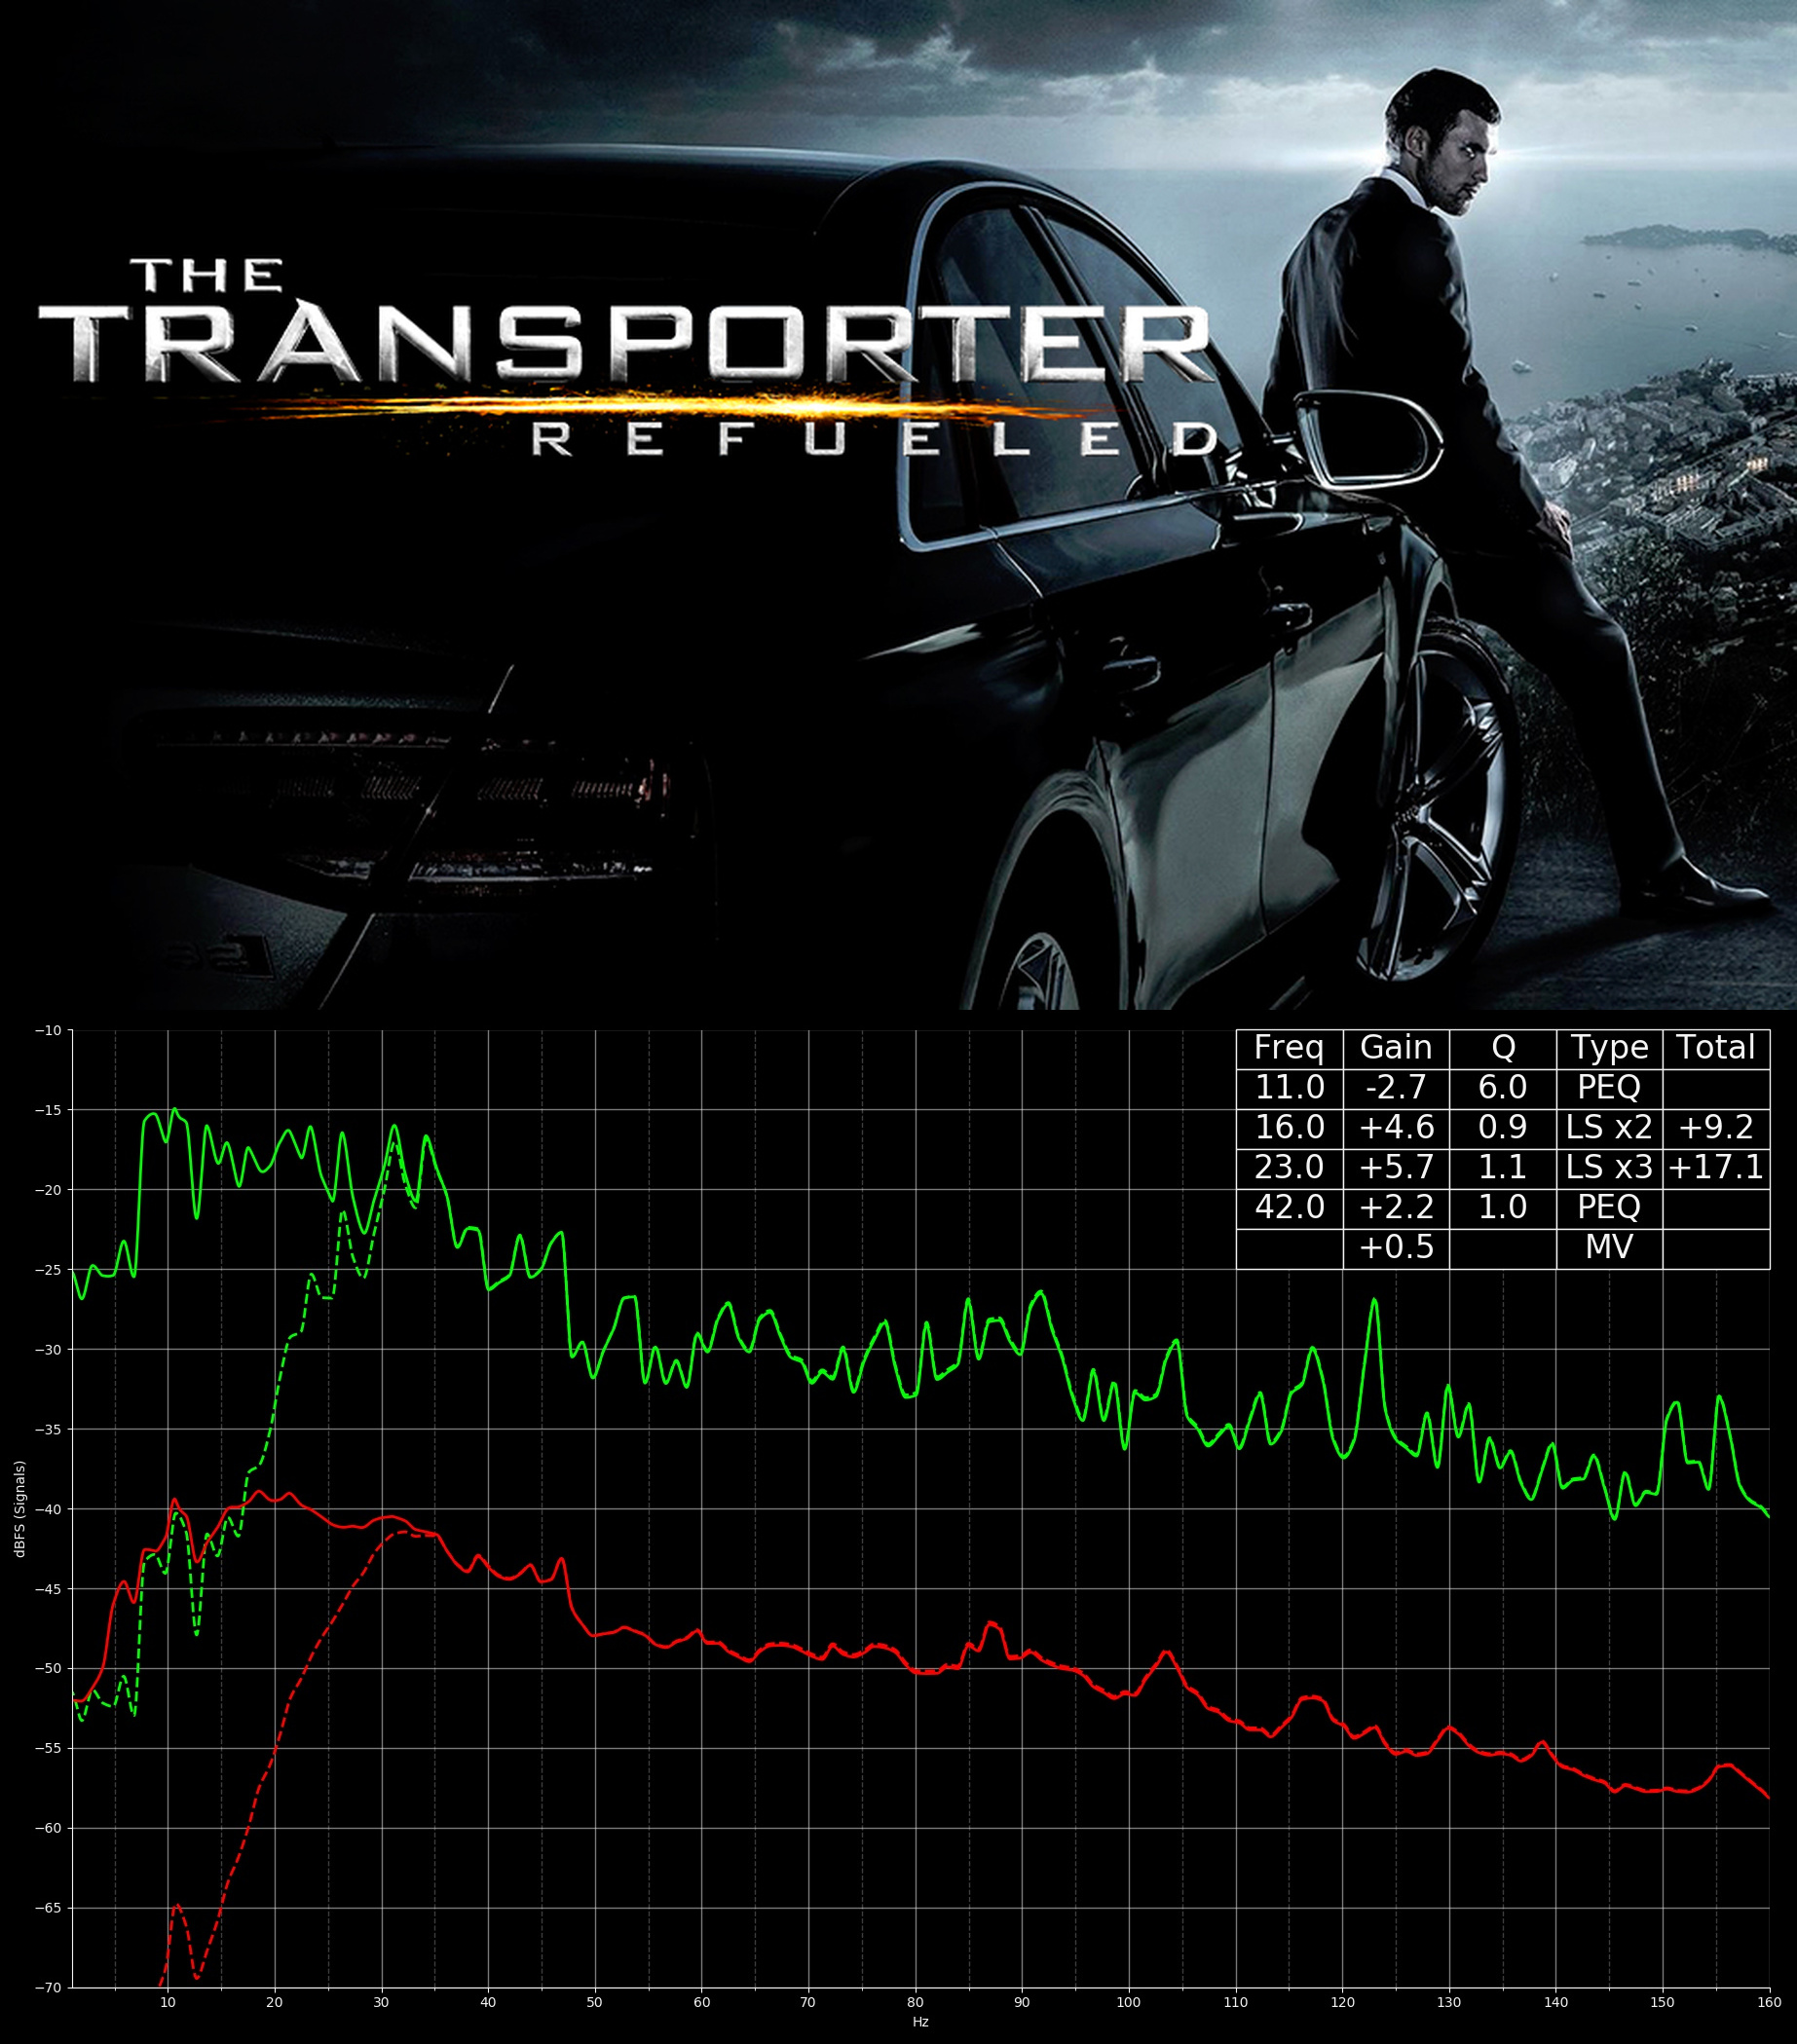 THE
TRANSPORTER
REFUELED
Freq Gain Q Type Total
11.0 -2.7 6.0 PEQ
16.0 +4.6 0.9 LS x2 +9.2
23.0 +5.7 1.1 LS x3 +17.1
42.0 +2.2 1.0 PEQ
+0.5 MV
−10
−15
−20
−25
−30
−35
−40
−45
−50
−55
−60
−65
−70
dBFS (Signals)
10 20 30 40 50 60 70 80 90 100 110 120 130 140 150 160
Hz